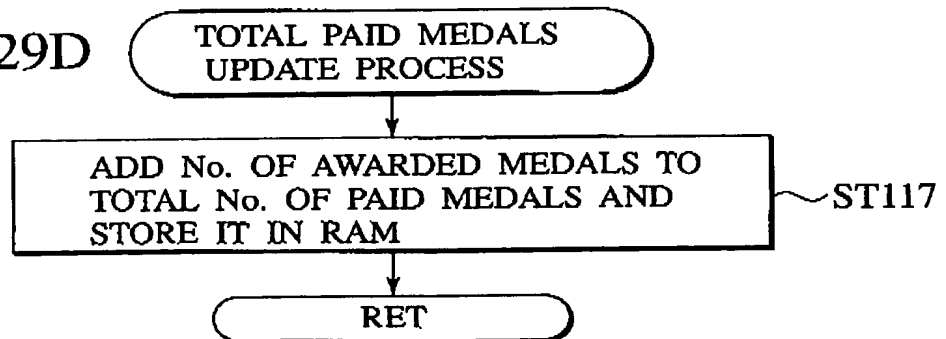 29D
TOTAL PAID MEDALS
UPDATE PROCESS
ADD No. OF AWARDED MEDALS TO
TOTAL No. OF PAID MEDALS AND
STORE IT IN RAM
ST117
RET